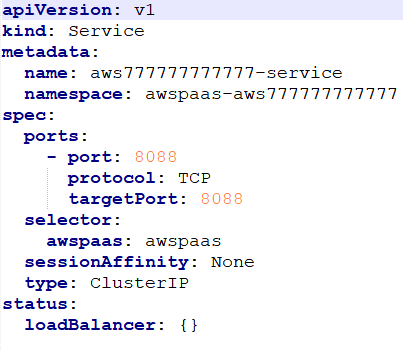 apiVersion: v1
kind: Service
metadata:
  name: aws777777777777-service
  namespace: awspaas-aws777777777777
spec:
  ports:
    - port: 8088
      protocol: TCP
      targetPort: 8088
  selector:
    awspaas: awspaas
  sessionAffinity: None
  type: ClusterIP
status:
  loadBalancer: {}